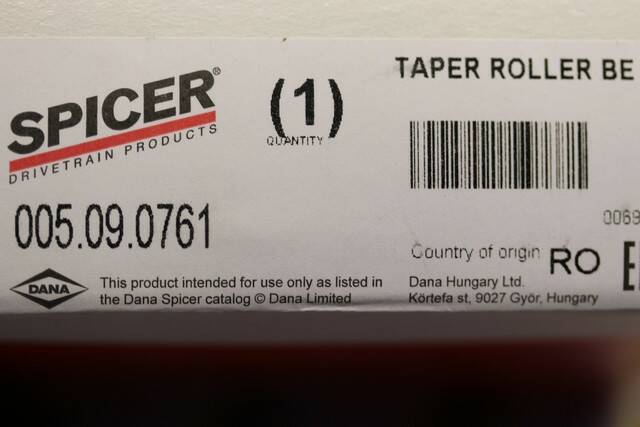 SPICER®
DRIVETRAIN PRODUCTS
(1)
QUANTITY
TAPER ROLLER BE
005.09.0761
0069
Country of origin RO
DANA
This product intended for use only as listed in
the Dana Spicer catalog © Dana Limited
Dana Hungary Ltd.
Körtefa st, 9027 Győr, Hungary